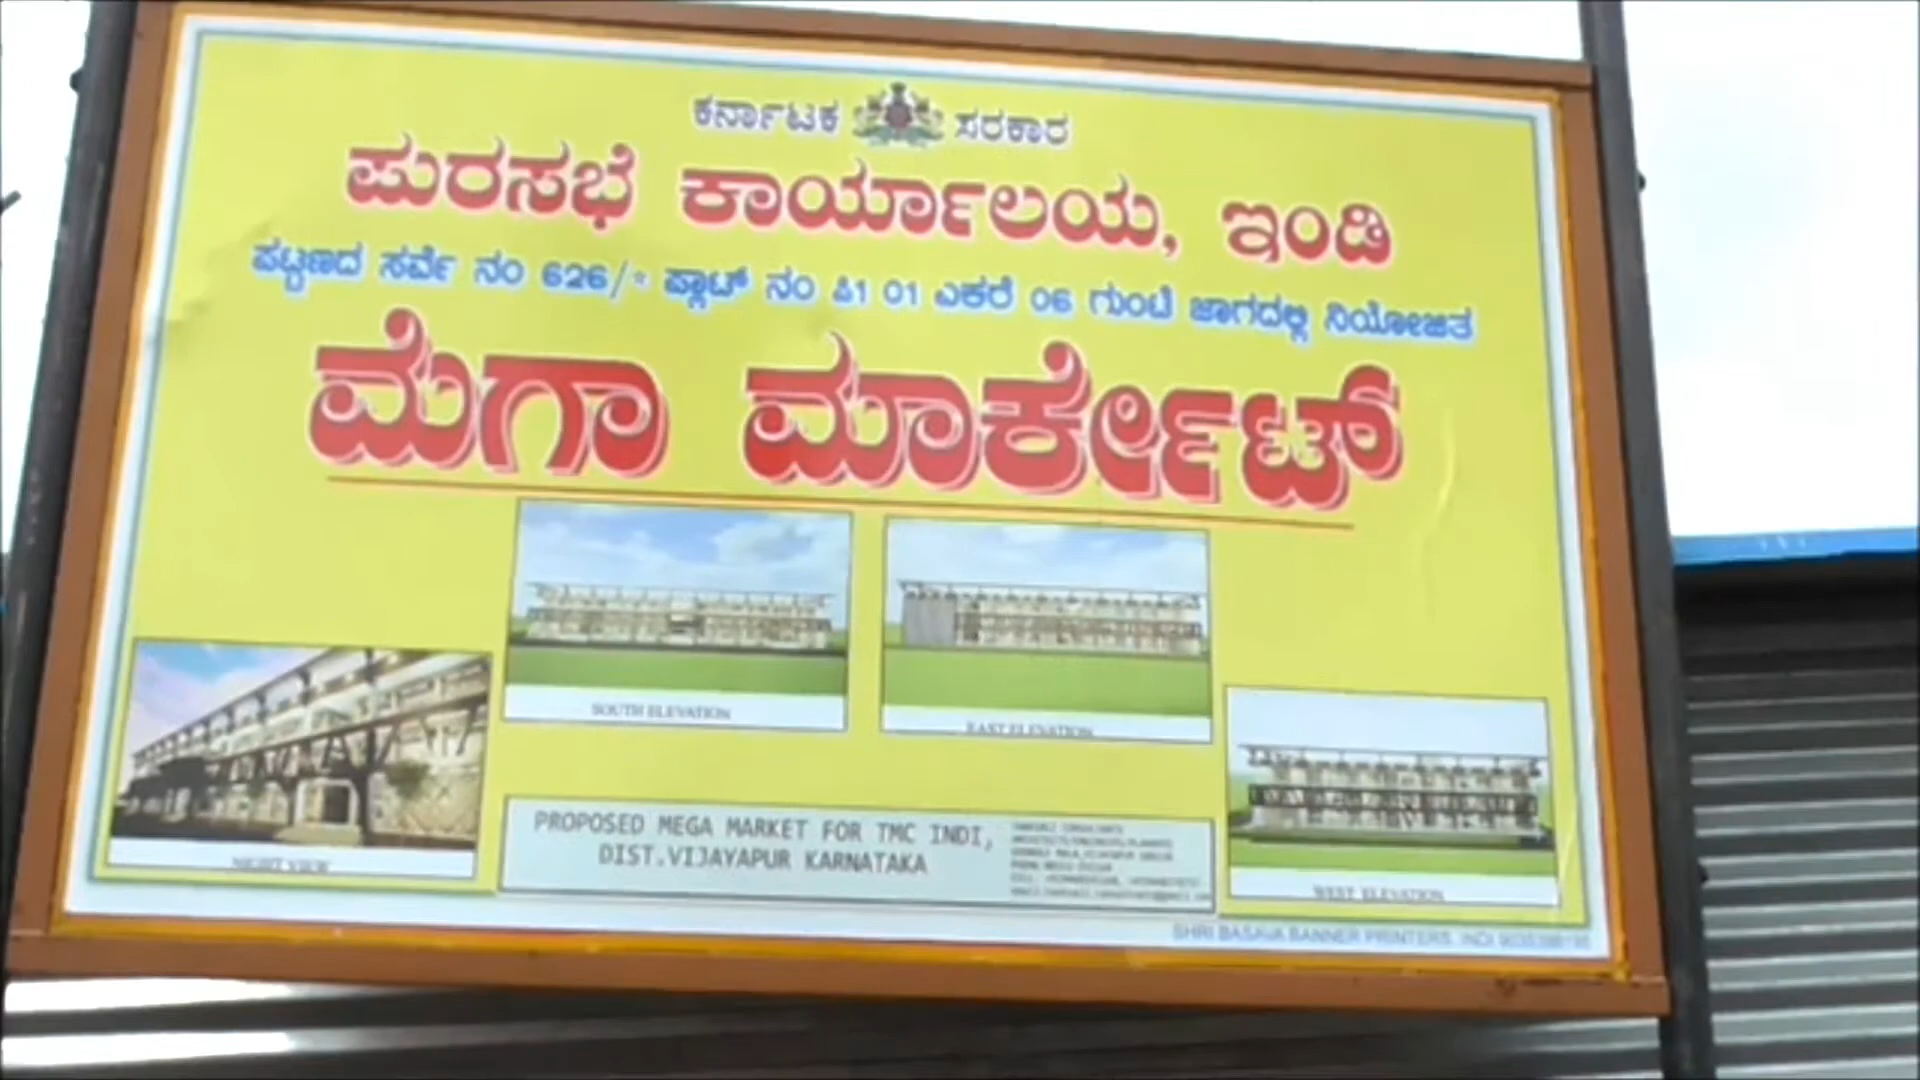 ಕರ್ನಾಟಕ ಸರಕಾರ
ಪುರಸಭೆ ಕಾರ್ಯಾಲಯ, ಇಂಡಿ
ಪಟ್ಟಣದ ಸರ್ವೆ ನಂ 626/* ಪ್ಲಾಟ್ ನಂ ಪಿ1 01 ಎಕರೆ 06 ಗುಂಟೆ ಜಾಗದಲ್ಲಿ ನಿಯೋಜಿತ
ಮೆಗಾ ಮಾರ್ಕೇಟ್
SOUTH ELEVATION
EAST ELEVATION
NIGHT VIEW
WEST ELEVATION
PROPOSED MEGA MARKET FOR TMC INDI,
DIST.VIJAYAPUR KARNATAKA
SHRI BASAVA BANNER PRINTERS. INDI